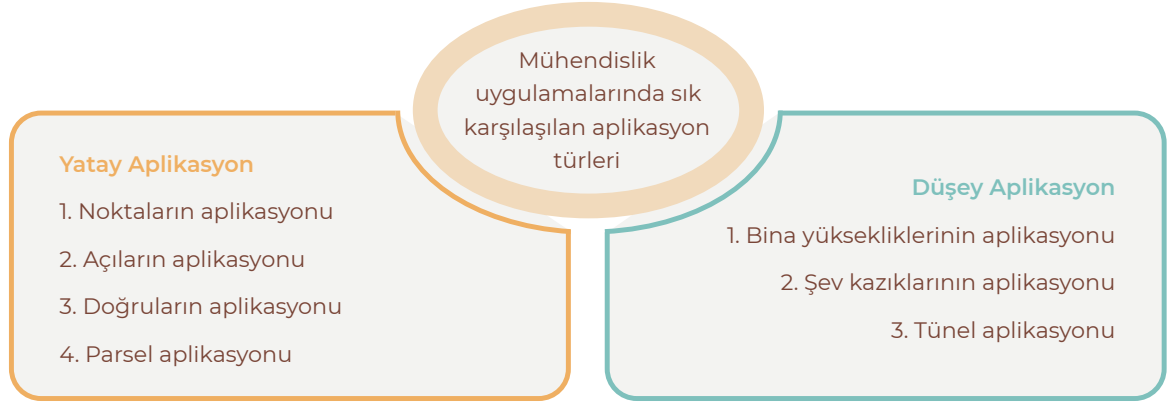 Mühendislik
uygulamalarında sık
karşılaşılan aplikasyon
türleri
Yatay Aplikasyon
1. Noktaların aplikasyonu
2. Açıların aplikasyonu
3. Doğruların aplikasyonu
4. Parsel aplikasyonu
Düşey Aplikasyon
1. Bina yüksekliklerinin aplikasyonu
2. Şev kazıklarının aplikasyonu
3. Tünel aplikasyonu